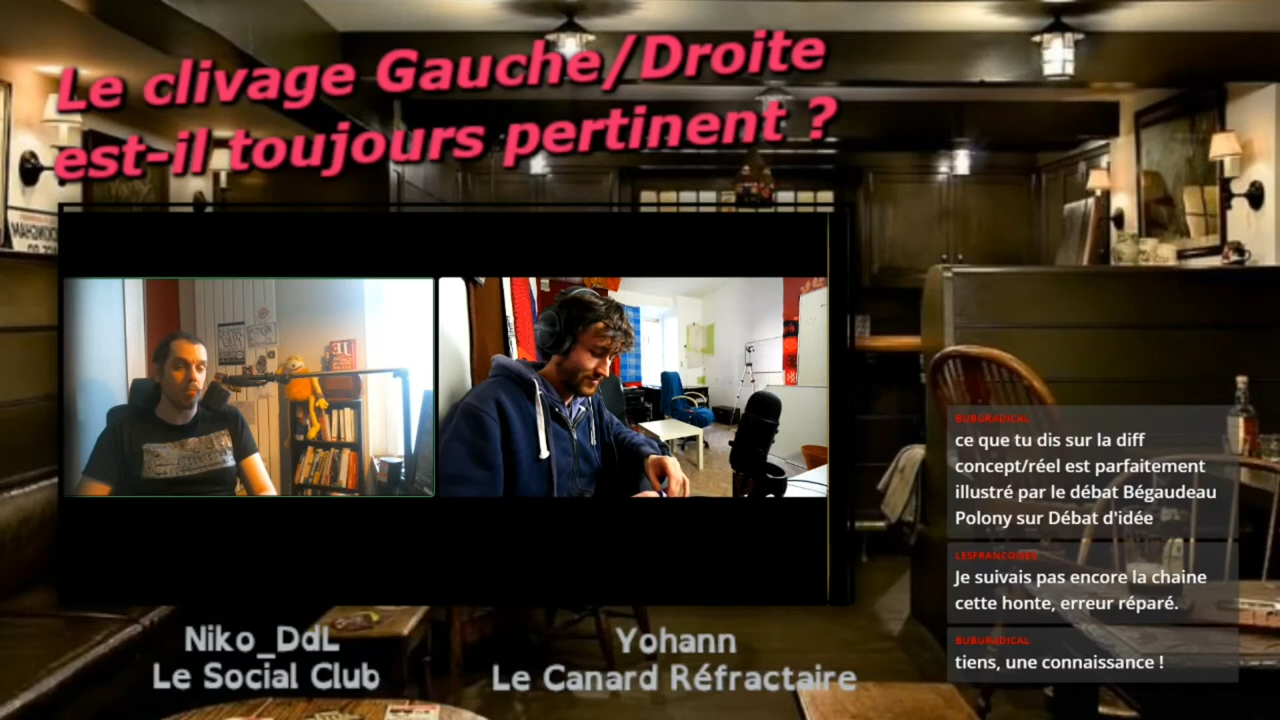 Le clivage Gauche/Droite
est-il toujours pertinent ?
BUBURADICAL
ce que tu dis sur la diff
concept/réel est parfaitement
illustré par le débat Bégaudeau
Polony sur Débat d'idée
LESFRANCOISES
Je suivais pas encore la chaine
cette honte, erreur réparé.
BUBURADICAL
tiens, une connaissance !
Niko_DdL
Le Social Club
Yohann
Le Canard Réfractaire